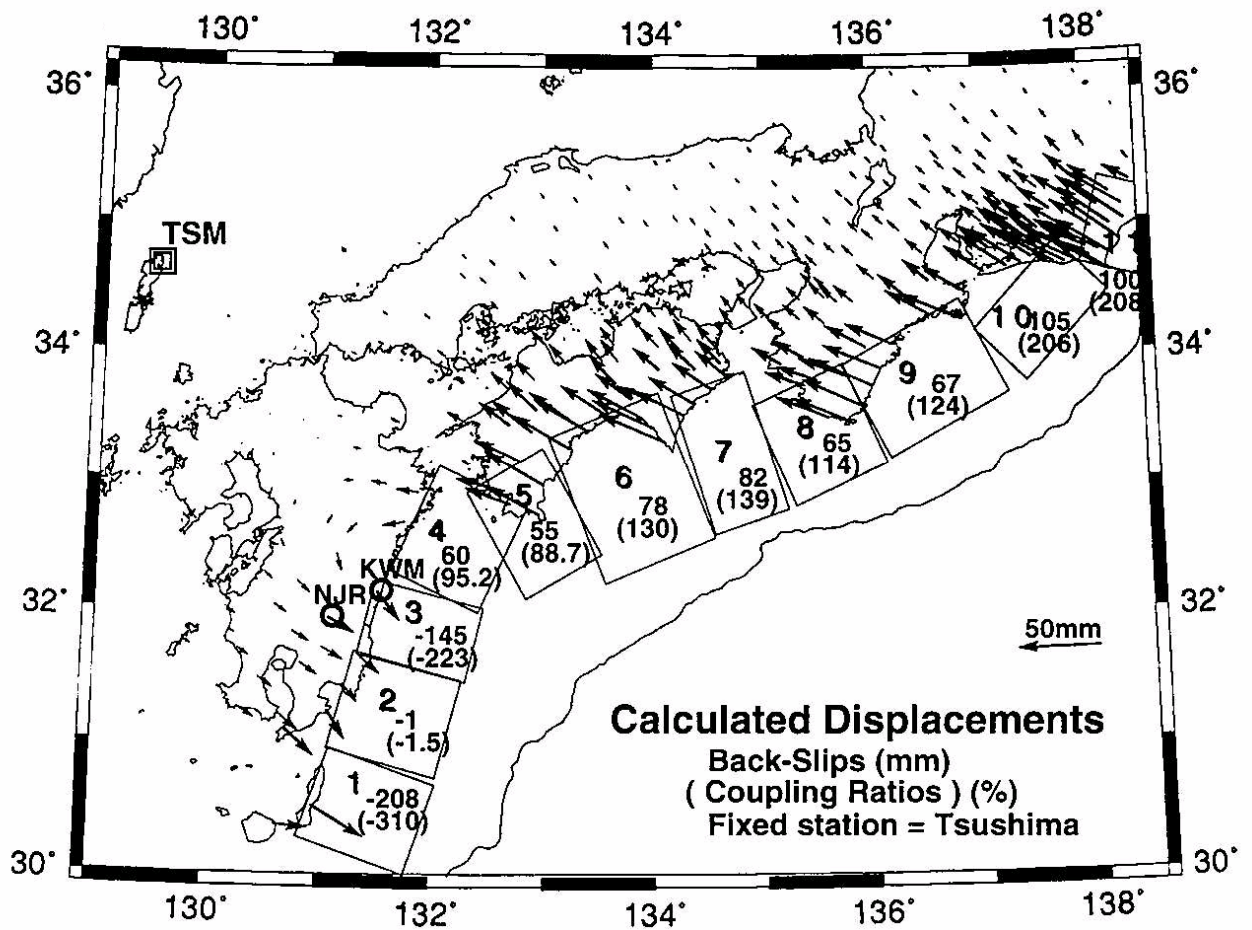 130° 132° 134° 136° 138°
36° 36°
TSM
100
(208
10 105
(206)
34° 34°
9 67
(124)
8 65
(114)
7 82
(139)
6 78
(130)
5 55
(88.7)
4 60
(95.2)
KWM
NJR
32° 32°
3 -145
(-223)
50mm
2 -1
(-1.5)
Calculated Displacements
Back-Slips (mm)
( Coupling Ratios ) (%)
Fixed station = Tsushima
1 -208
(-310)
30° 30°
130° 132° 134° 136° 138°